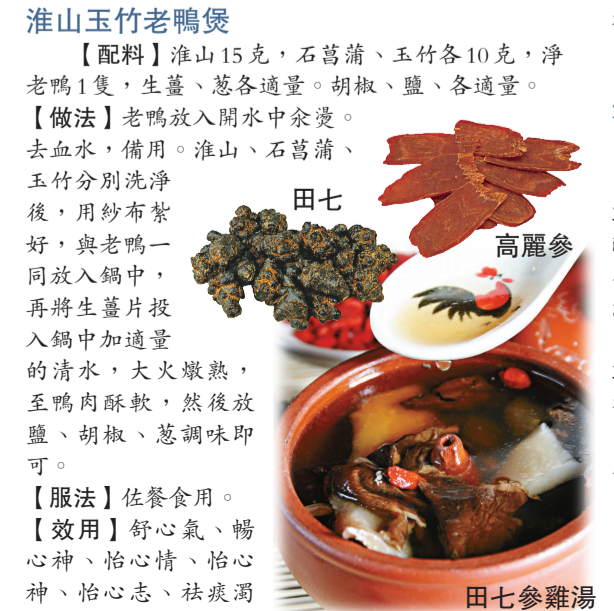 淮山玉竹老鴨煲
【配料】淮山15克，石菖蒲、玉竹各10克，淨
老鴨1隻，生薑、葱各適量。胡椒、鹽、各適量。
【做法】老鴨放入開水中汆燙。
去血水，備用。淮山、石菖蒲、
玉竹分別洗淨
後，用紗布紮
好，與老鴨一
同放入鍋中，
再將生薑片投
入鍋中加適量
的清水，大火燉熟，
至鴨肉酥軟，然後放
鹽、胡椒、葱調味即
可。
【服法】佐餐食用。
【效用】舒心氣、暢
心神、怡心情、怡心
神、怡心志、祛痰濁
田七
高麗參
田七參雞湯